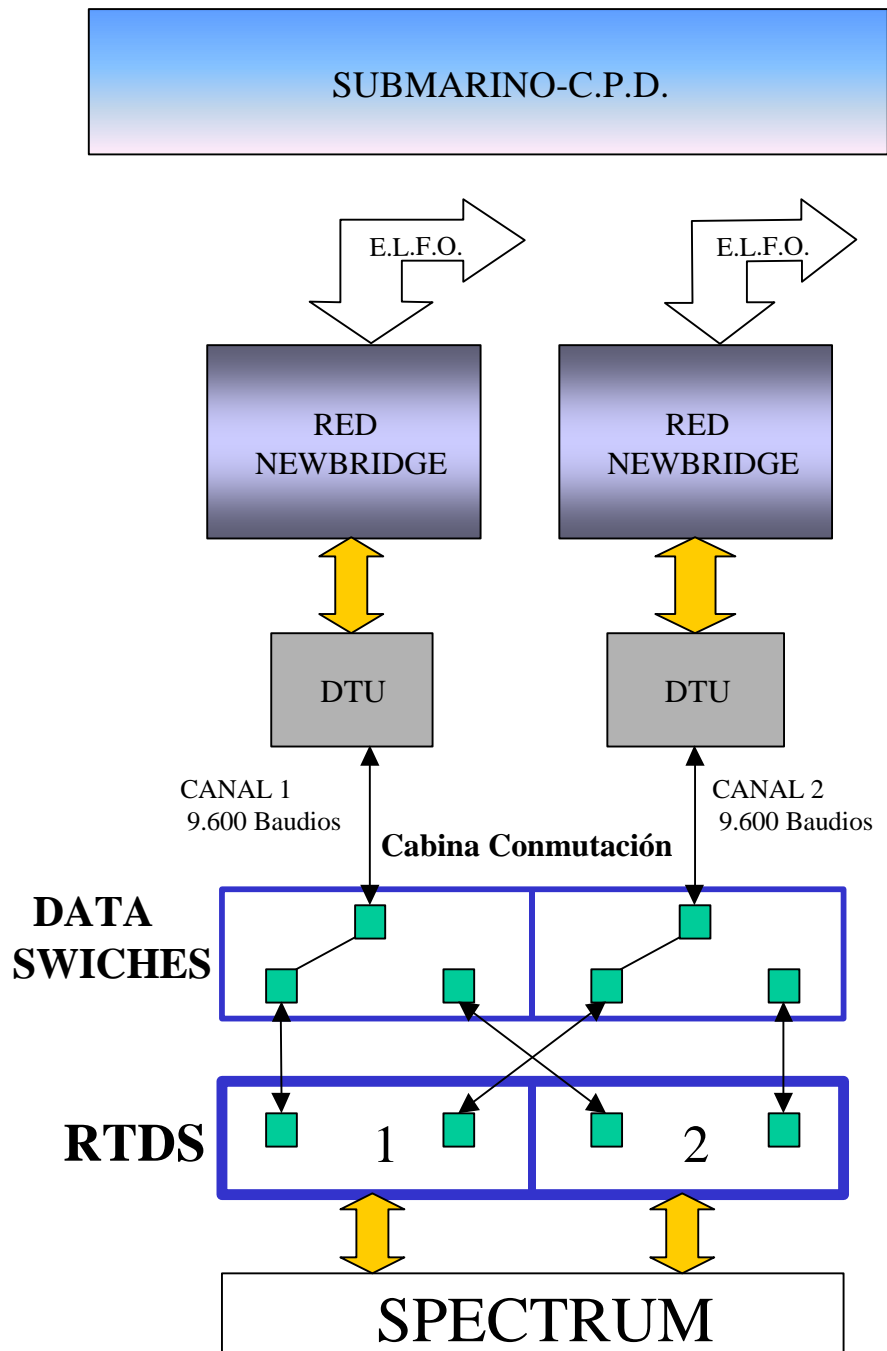 SUBMARINO-C.P.D.
E.L.F.O.
E.L.F.O.
RED
NEWBRIDGE
RED
NEWBRIDGE
DTU
DTU
CANAL 1
9.600 Baudios
CANAL 2
9.600 Baudios
Cabina Conmutación
DATA
SWICHES
RTDS
1
2
SPECTRUM